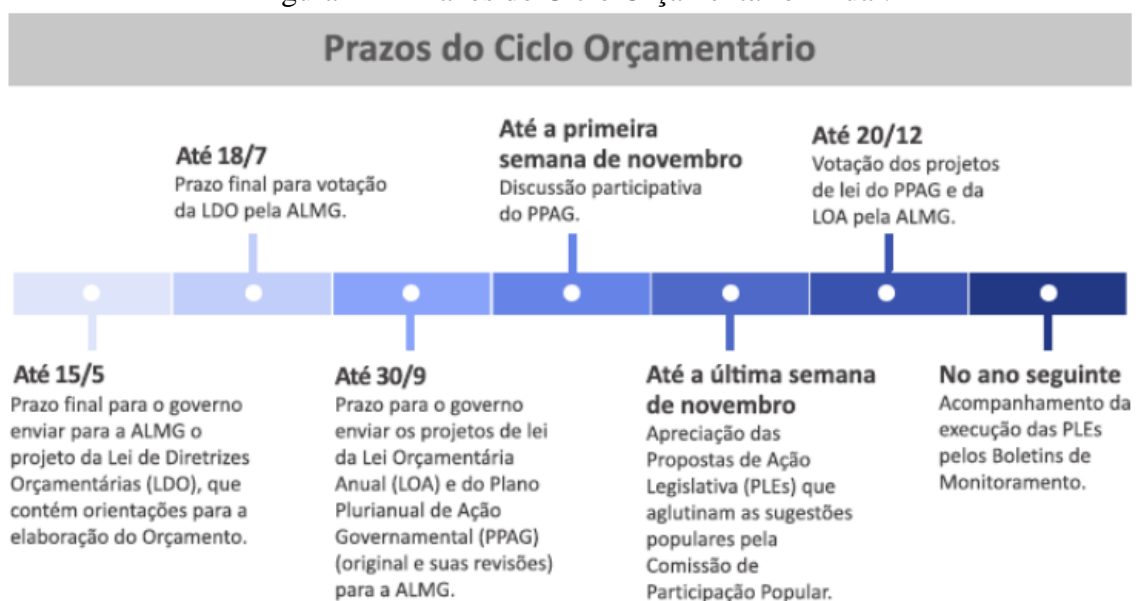 Prazos do Ciclo Orçamentário
Até 15/5
Prazo final para o governo
enviar para a ALMG o
projeto da Lei de Diretrizes
Orçamentárias (LDO), que
contém orientações para a
elaboração do Orçamento.
Até 18/7
Prazo final para votação
da LDO pela ALMG.
Até 30/9
Prazo para o governo
enviar os projetos de lei
da Lei Orçamentária
Anual (LOA) e do Plano
Plurianual de Ação
Governamental (PPAG)
(original e suas revisões)
para a ALMG.
Até a primeira
semana de novembro
Discussão participativa
do PPAG.
Até a última semana
de novembro
Apreciação das
Propostas de Ação
Legislativa (PLEs) que
aglutinam as sugestões
populares pela
Comissão de
Participação Popular.
Até 20/12
Votação dos projetos
de lei do PPAG e da
LOA pela ALMG.
No ano seguinte
Acompanhamento da
execução das PLEs
pelos Boletins de
Monitoramento.